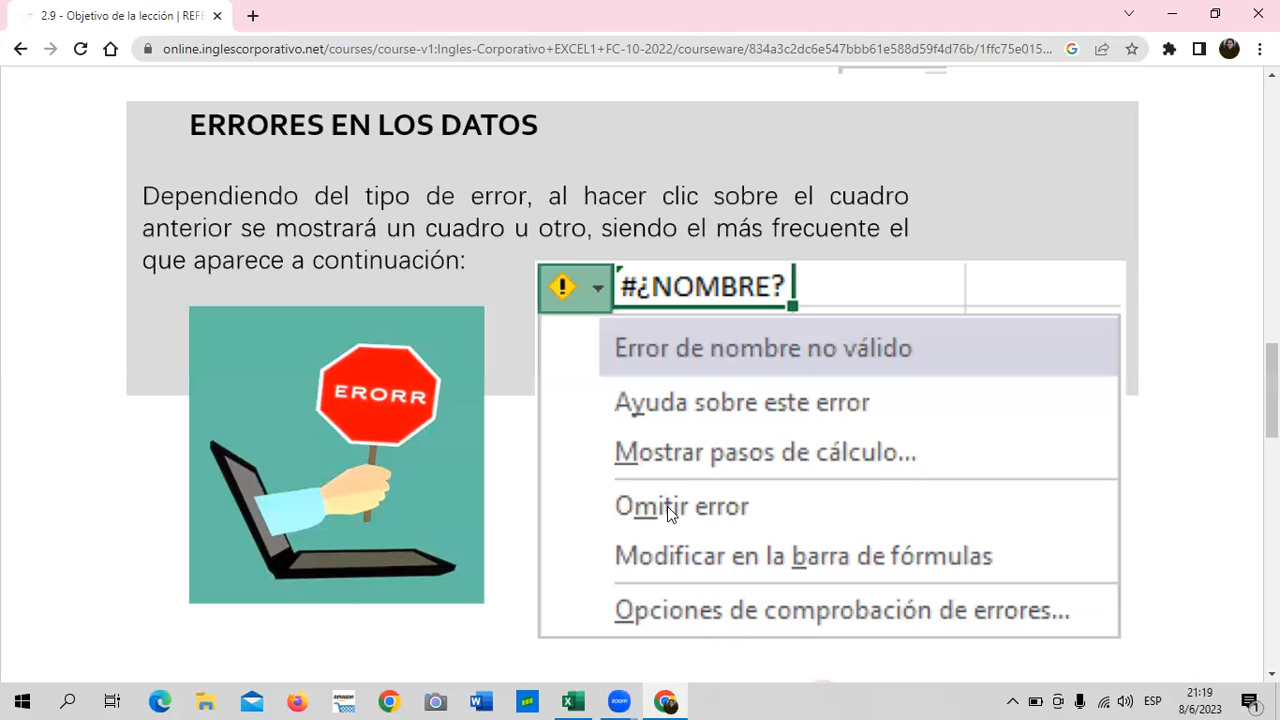 2.9 - Objetivo de la lección | REFE
online.inglescorporativo.net/courses/course-v1:Ingles-Corporativo+EXCEL1+FC-10-2022/courseware/834a3c2dc6e547bbb61e588d59f4d76b/1ffc75e015...
ERRORES EN LOS DATOS
Dependiendo del tipo de error, al hacer clic sobre el cuadro
anterior se mostrará un cuadro u otro, siendo el más frecuente el
que aparece a continuación:
#¿NOMBRE?
Error de nombre no válido
Ayuda sobre este error
Mostrar pasos de cálculo...
Omitir error
Modificar en la barra de fórmulas
Opciones de comprobación de errores...
ERORR
ESP
21:19
8/6/2023